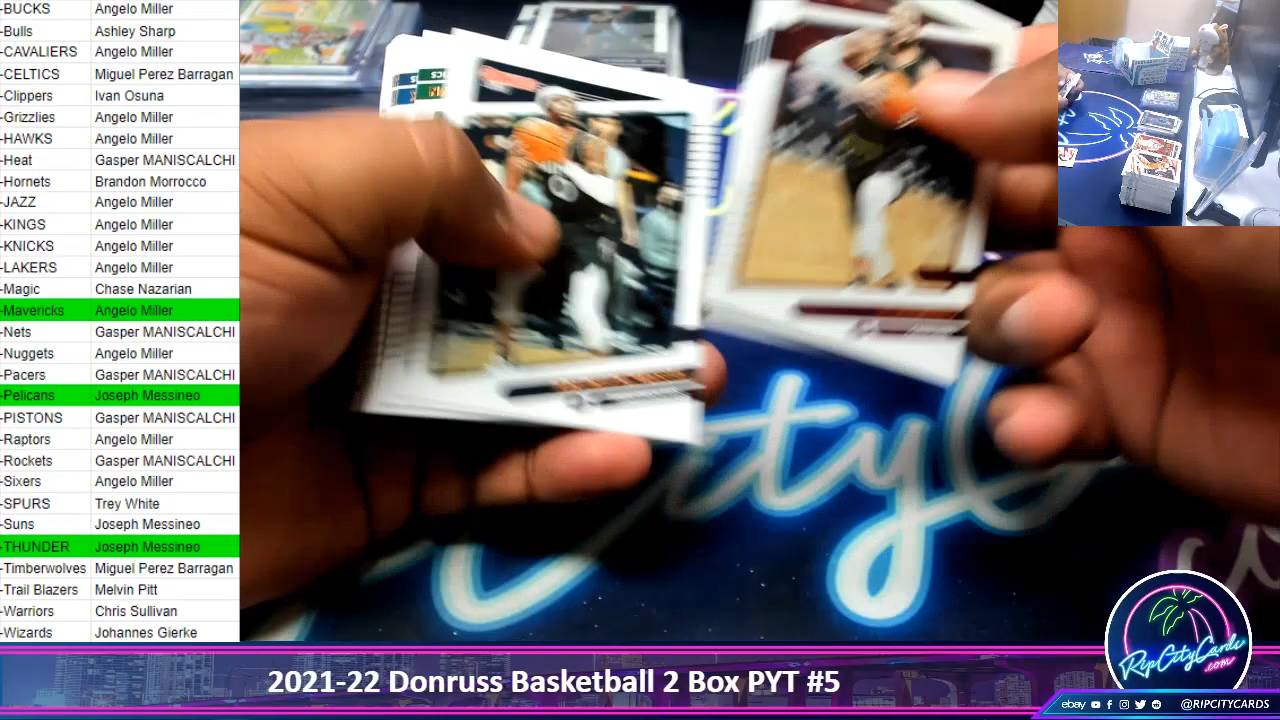 -BUCKS Angelo Miller
-Bulls Ashley Sharp
-CAVALIERS Angelo Miller
-CELTICS Miguel Perez Barragan
-Clippers Ivan Osuna
-Grizzlies Angelo Miller
-HAWKS Angelo Miller
-Heat Gasper MANISCALCHI
-Hornets Brandon Morrocco
-JAZZ Angelo Miller
-KINGS Angelo Miller
-KNICKS Angelo Miller
-LAKERS Angelo Miller
-Magic Chase Nazarian
-Mavericks Angelo Miller
-Nets Gasper MANISCALCHI
-Nuggets Angelo Miller
-Pacers Gasper MANISCALCHI
-Pelicans Joseph Messineo
-PISTONS Gasper MANISCALCHI
-Raptors Angelo Miller
-Rockets Gasper MANISCALCHI
-Sixers Angelo Miller
-SPURS Trey White
-Suns Joseph Messineo
-THUNDER Joseph Messineo
-Timberwolves Miguel Perez Barragan
-Trail Blazers Melvin Pitt
-Warriors Chris Sullivan
-Wizards Johannes Gierke
ityC
2021-22 Donruss Basketball 2 Box PYT #5
RipCityCards
.com
ebay @RIPCITYCARDS